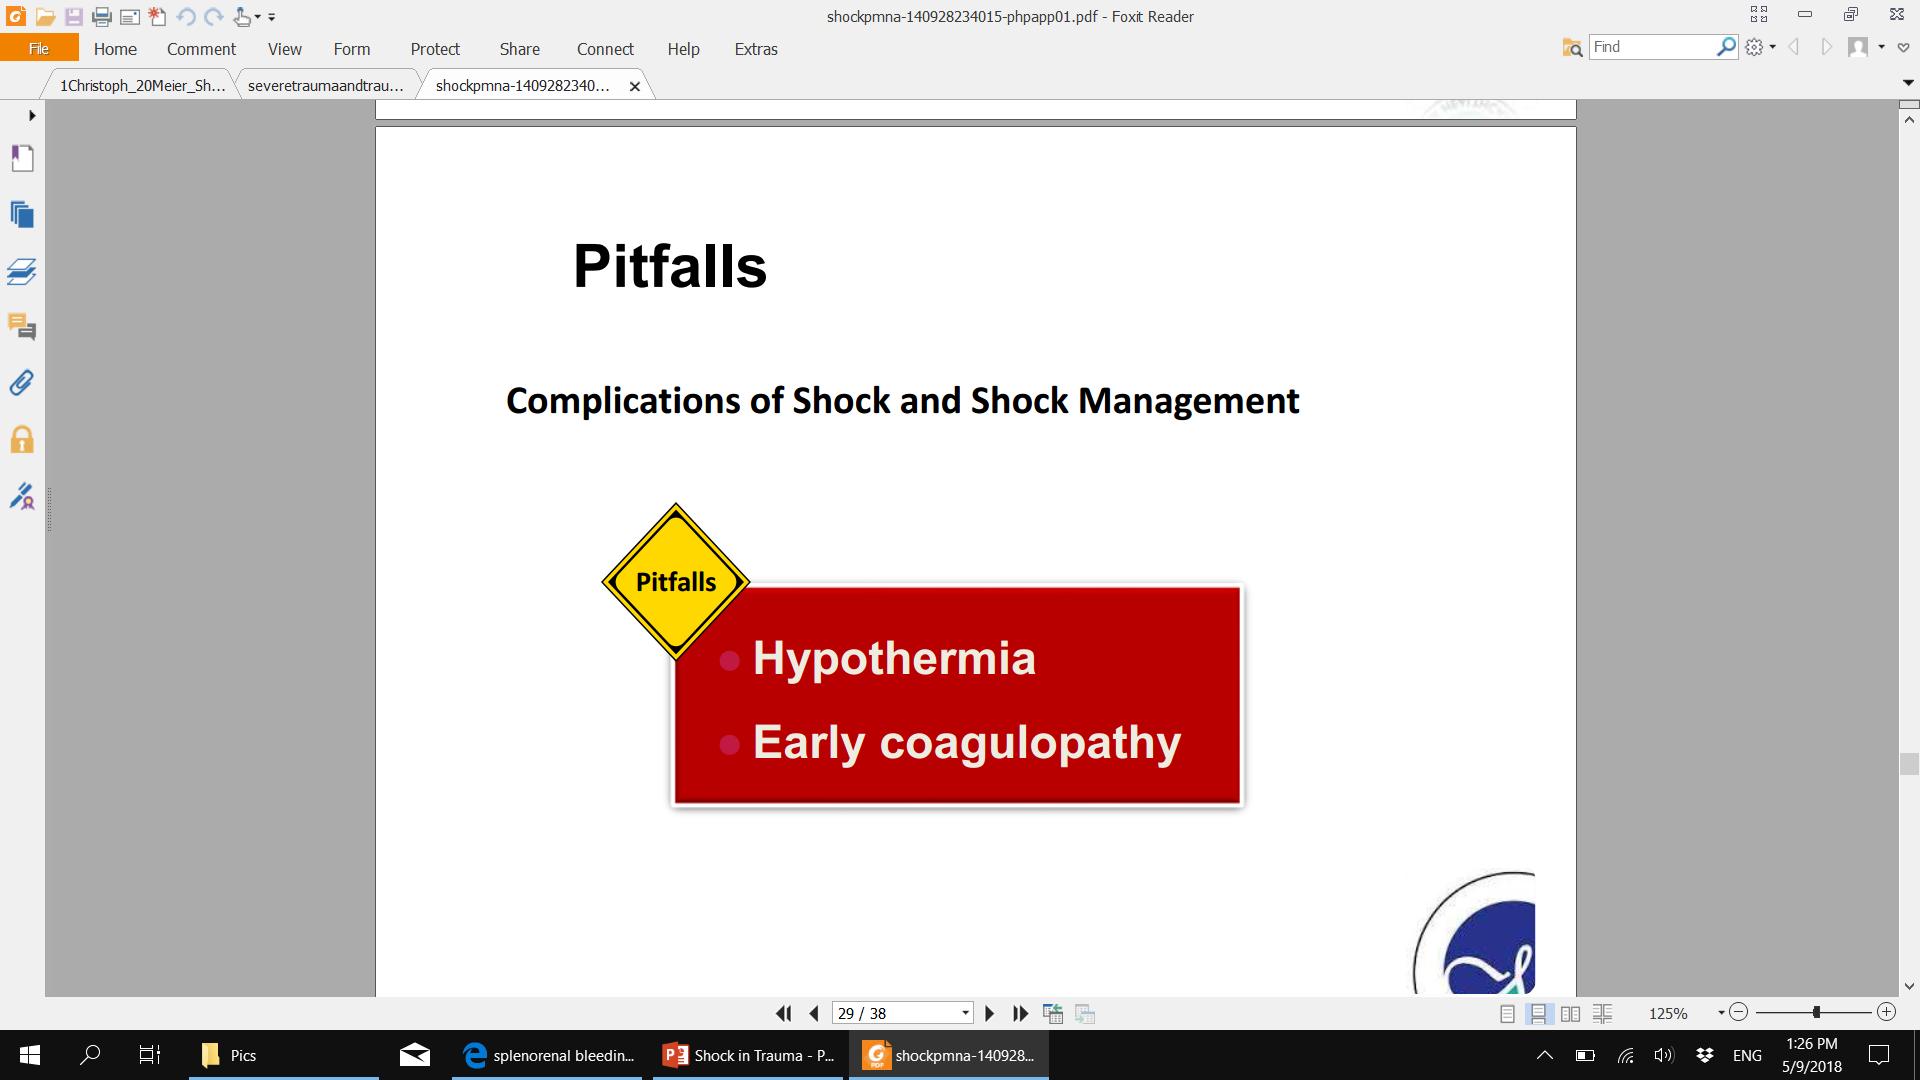 shockpmna-140928234015-phpapp01.pdf - Foxit Reader
File Home Comment View Form Protect Share Connect Help Extras
Find
1Christoph_20Meier_Sh... severetraumaandtrau... shockpmna-1409282340...
Pitfalls
Complications of Shock and Shock Management
Pitfalls
Hypothermia
Early coagulopathy
29 / 38
125%
Pics
splenorenal bleedin...
Shock in Trauma - P...
shockpmna-140928...
ENG
1:26 PM
5/9/2018